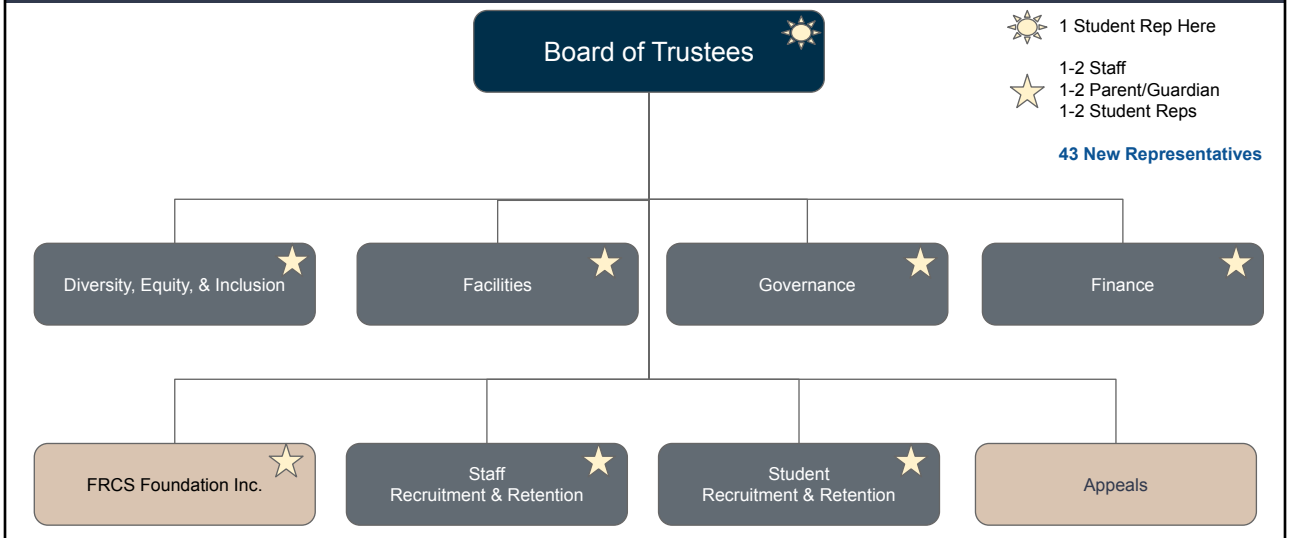 Board of Trustees
1 Student Rep Here
1-2 Staff
1-2 Parent/Guardian
1-2 Student Reps
43 New Representatives
Diversity, Equity, & Inclusion
Facilities
Governance
Finance
FRCS Foundation Inc.
Staff
Recruitment & Retention
Student
Recruitment & Retention
Appeals